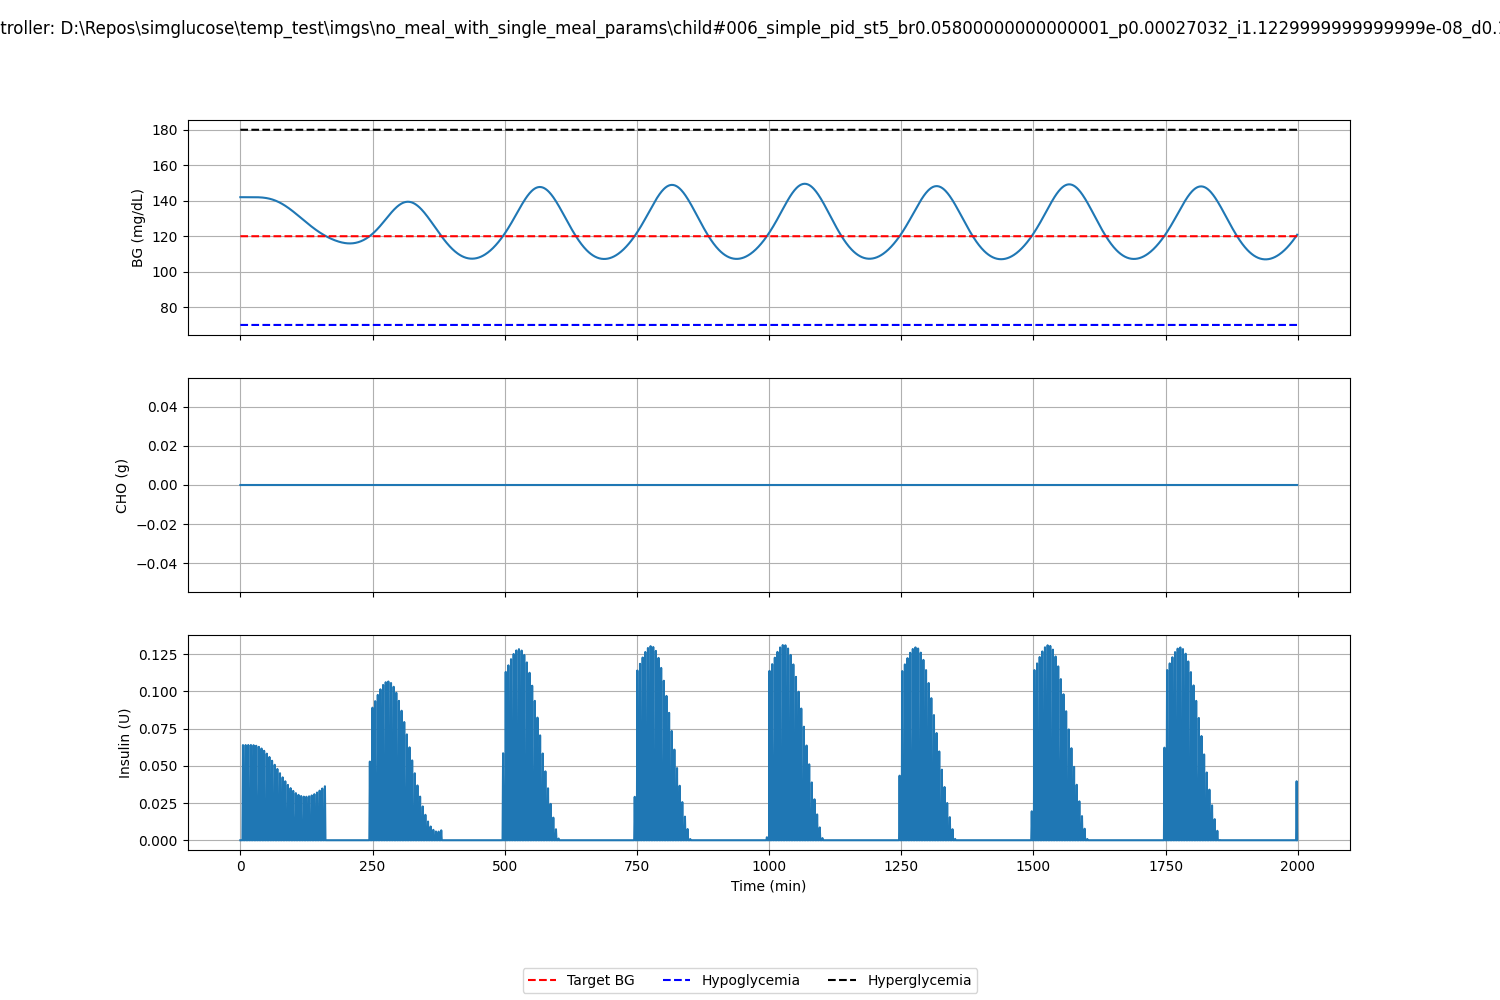 troller: D:\Repos\simglucose\temp_test\imgs\no_meal_with_single_meal_params\child#006_simple_pid_st5_br0.05800000000000001_p0.00027032_i1.1229999999999999e-08_d0.
180
160
140
120
100
80
BG (mg/dL)
0.04
0.02
0.00
−0.02
−0.04
CHO (g)
0.125
0.100
0.075
0.050
0.025
0.000
Insulin (U)
0 250 500 750 1000 1250 1500 1750 2000
Time (min)
Target BG Hypoglycemia Hyperglycemia